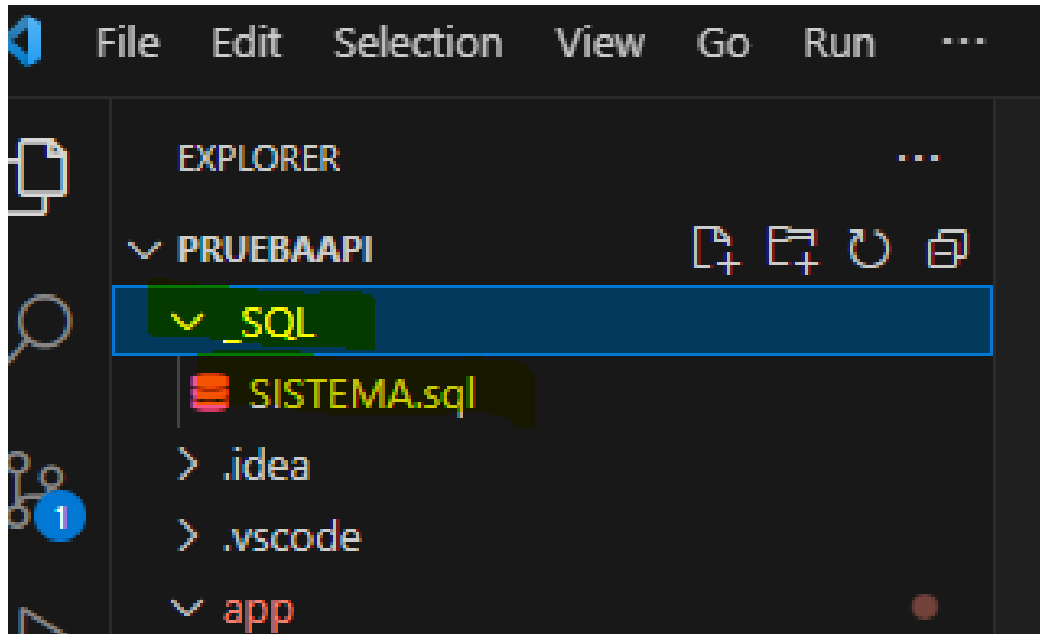 File Edit Selection View Go Run ...
EXPLORER ...
PRUEBAAPI
_SQL
SISTEMA.sql
.idea
1
.vscode
app